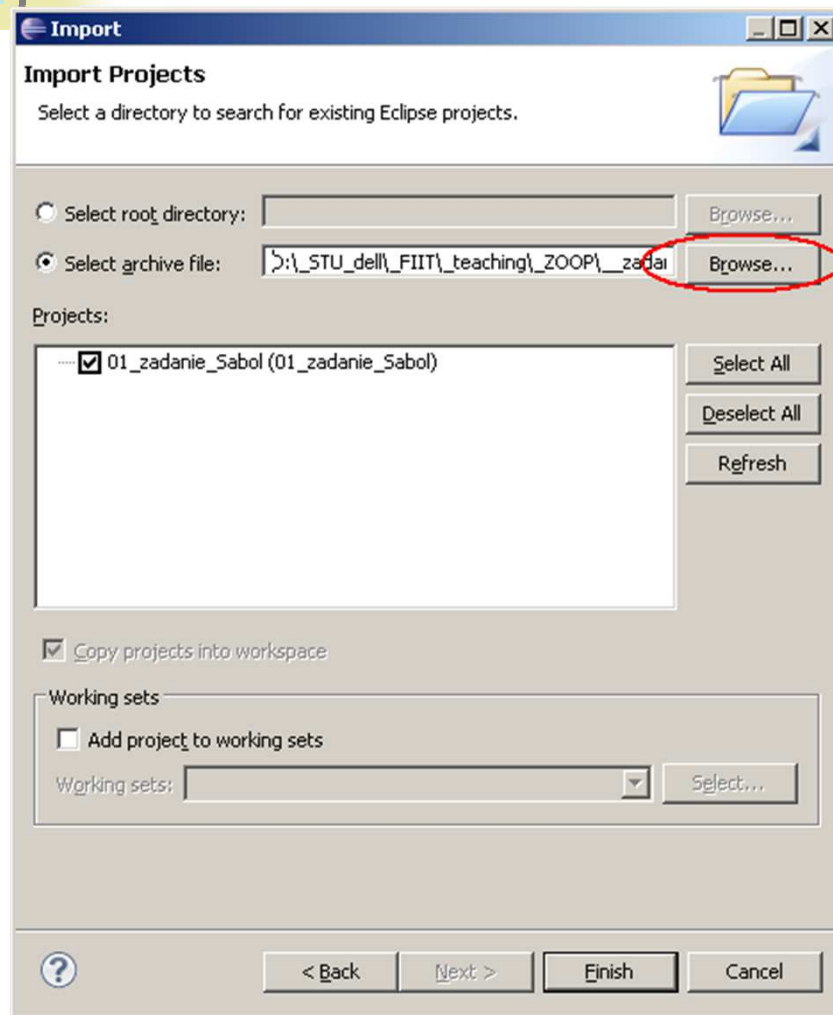 Import
Import Projects
Select a directory to search for existing Eclipse projects.
Select root directory: Browse...
Select archive file: D:\_STU_dell\_FIIT\_teaching\_ZOOP\__zadan Browse...
Projects:
01_zadanie_Sabol (01_zadanie_Sabol)
Select All
Deselect All
Refresh
Copy projects into workspace
Working sets
Add project to working sets
Working sets: Select...
? < Back Next > Finish Cancel